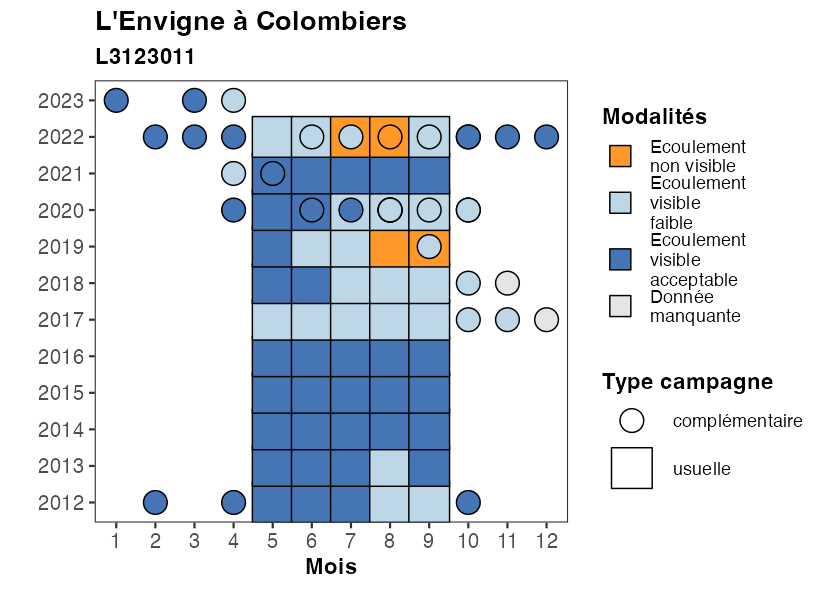 L'Envigne à Colombiers
L3123011
2023
2022
2021
2020
2019
2018
2017
2016
2015
2014
2013
2012
1 2 3 4 5 6 7 8 9 10 11 12
Mois
Modalités
Ecoulement
non visible
Ecoulement
visible
faible
Ecoulement
visible
acceptable
Donnée
manquante
Type campagne
complémentaire
usuelle